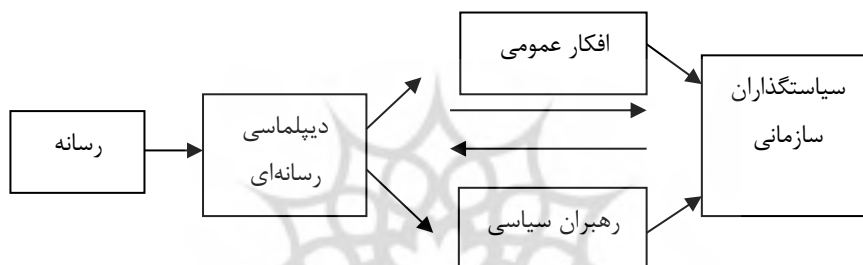 افکار عمومی
سیاستگذاران
سازمانی
دیپلماسی
رسانه‌ای
رسانه
رهبران سیاسی